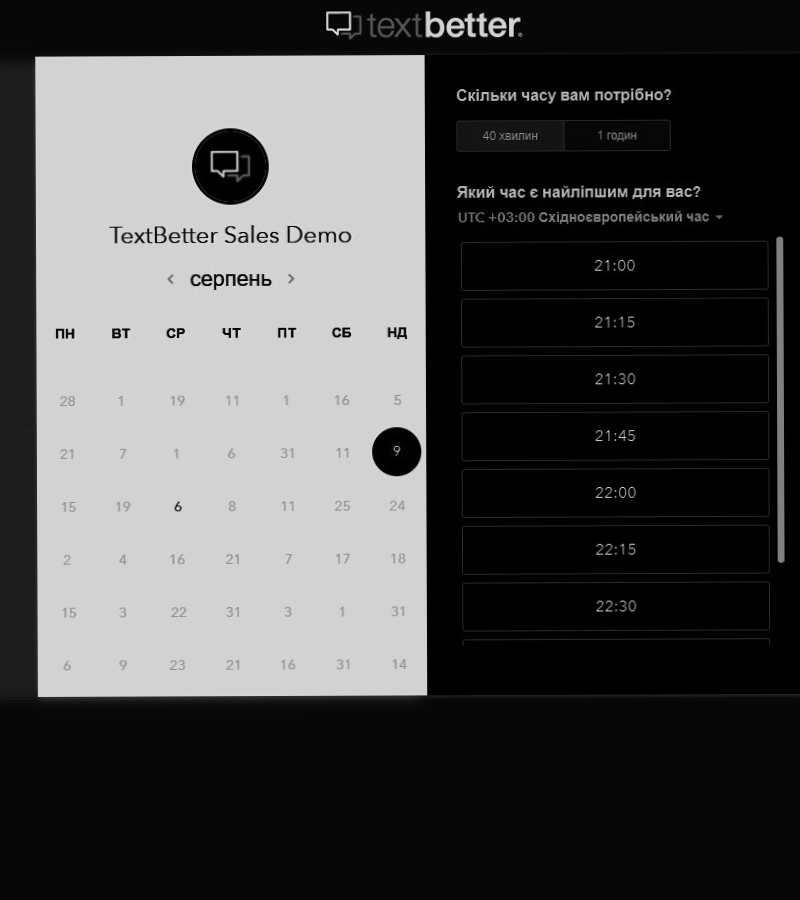 textbetter.
TextBetter Sales Demo
серпень
ПН ВТ СР ЧТ ПТ СБ НД
28 1 19 11 1 16 5
21 7 1 6 31 11 9
15 19 6 8 11 25 24
2 4 16 21 7 17 18
15 3 22 31 3 1 31
6 9 23 21 16 31 14
Скільки часу вам потрібно?
40 хвилин 1 годин
Який час є найліпшим для вас?
UTC +03:00 Східноєвропейський час
21:00
21:15
21:30
21:45
22:00
22:15
22:30